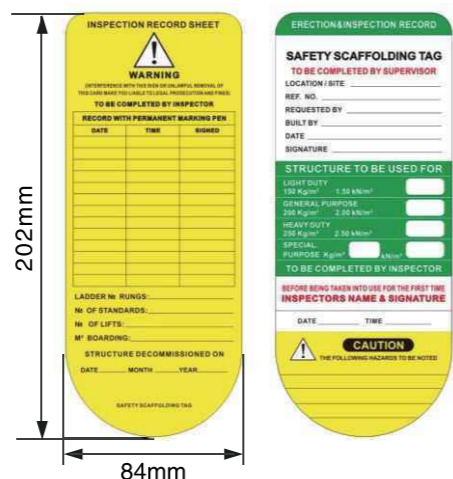 202mm
INSPECTION RECORD SHEET
WARNING
(INTERFERENCE WITH THIS SIGN OR UNLAWFUL REMOVAL OF
THIS CARD MAKE YOU LIABLE TO LEGAL PROSECUTION AND FINES)
TO BE COMPLETED BY INSPECTOR
RECORD WITH PERMANENT MARKING PEN
DATE TIME SIGNED
LADDER № RUNGS:
№ OF STANDARDS:
№ OF LIFTS:
M² BOARDING:
STRUCTURE DECOMMISSIONED ON
DATE MONTH YEAR
SAFETY SCAFFOLDING TAG
84mm
ERECTION&INSPECTION RECORD
SAFETY SCAFFOLDING TAG
TO BE COMPLETED BY SUPERVISOR
LOCATION / SITE
REF. NO.
REQUESTED BY
BUILT BY
DATE
SIGNATURE
STRUCTURE TO BE USED FOR
LIGHT DUTY
150 Kg/m² 1.50 kN/m²
GENERAL PURPOSE
200 Kg/m² 2.00 kN/m²
HEAVY DUTY
250 Kg/m² 2.50 kN/m²
SPECIAL
PURPOSE Kg/m² kN/m²
TO BE COMPLETED BY INSPECTOR
BEFORE BEING TAKEN INTO USE FOR THE FIRST TIME
INSPECTORS NAME & SIGNATURE
DATE TIME
CAUTION
THE FOLLOWING HAZARDS TO BE NOTED